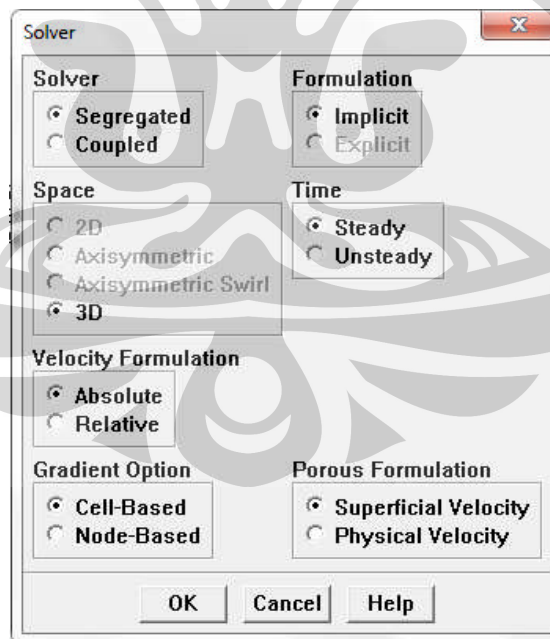 Solver
Solver
Segregated
Coupled
Formulation
Implicit
Explicit
Space
2D
Axisymmetric
Axisymmetric Swirl
3D
Time
Steady
Unsteady
Velocity Formulation
Absolute
Relative
Gradient Option
Cell-Based
Node-Based
Porous Formulation
Superficial Velocity
Physical Velocity
OK Cancel Help